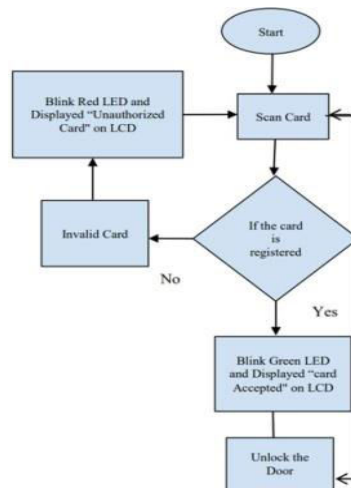 Start
Scan Card
If the card
is
registered
No
Invalid Card
Blink Red LED and
Displayed “Unauthorized
Card” on LCD
Yes
Blink Green LED
and Displayed “card
Accepted” on LCD
Unlock the
Door